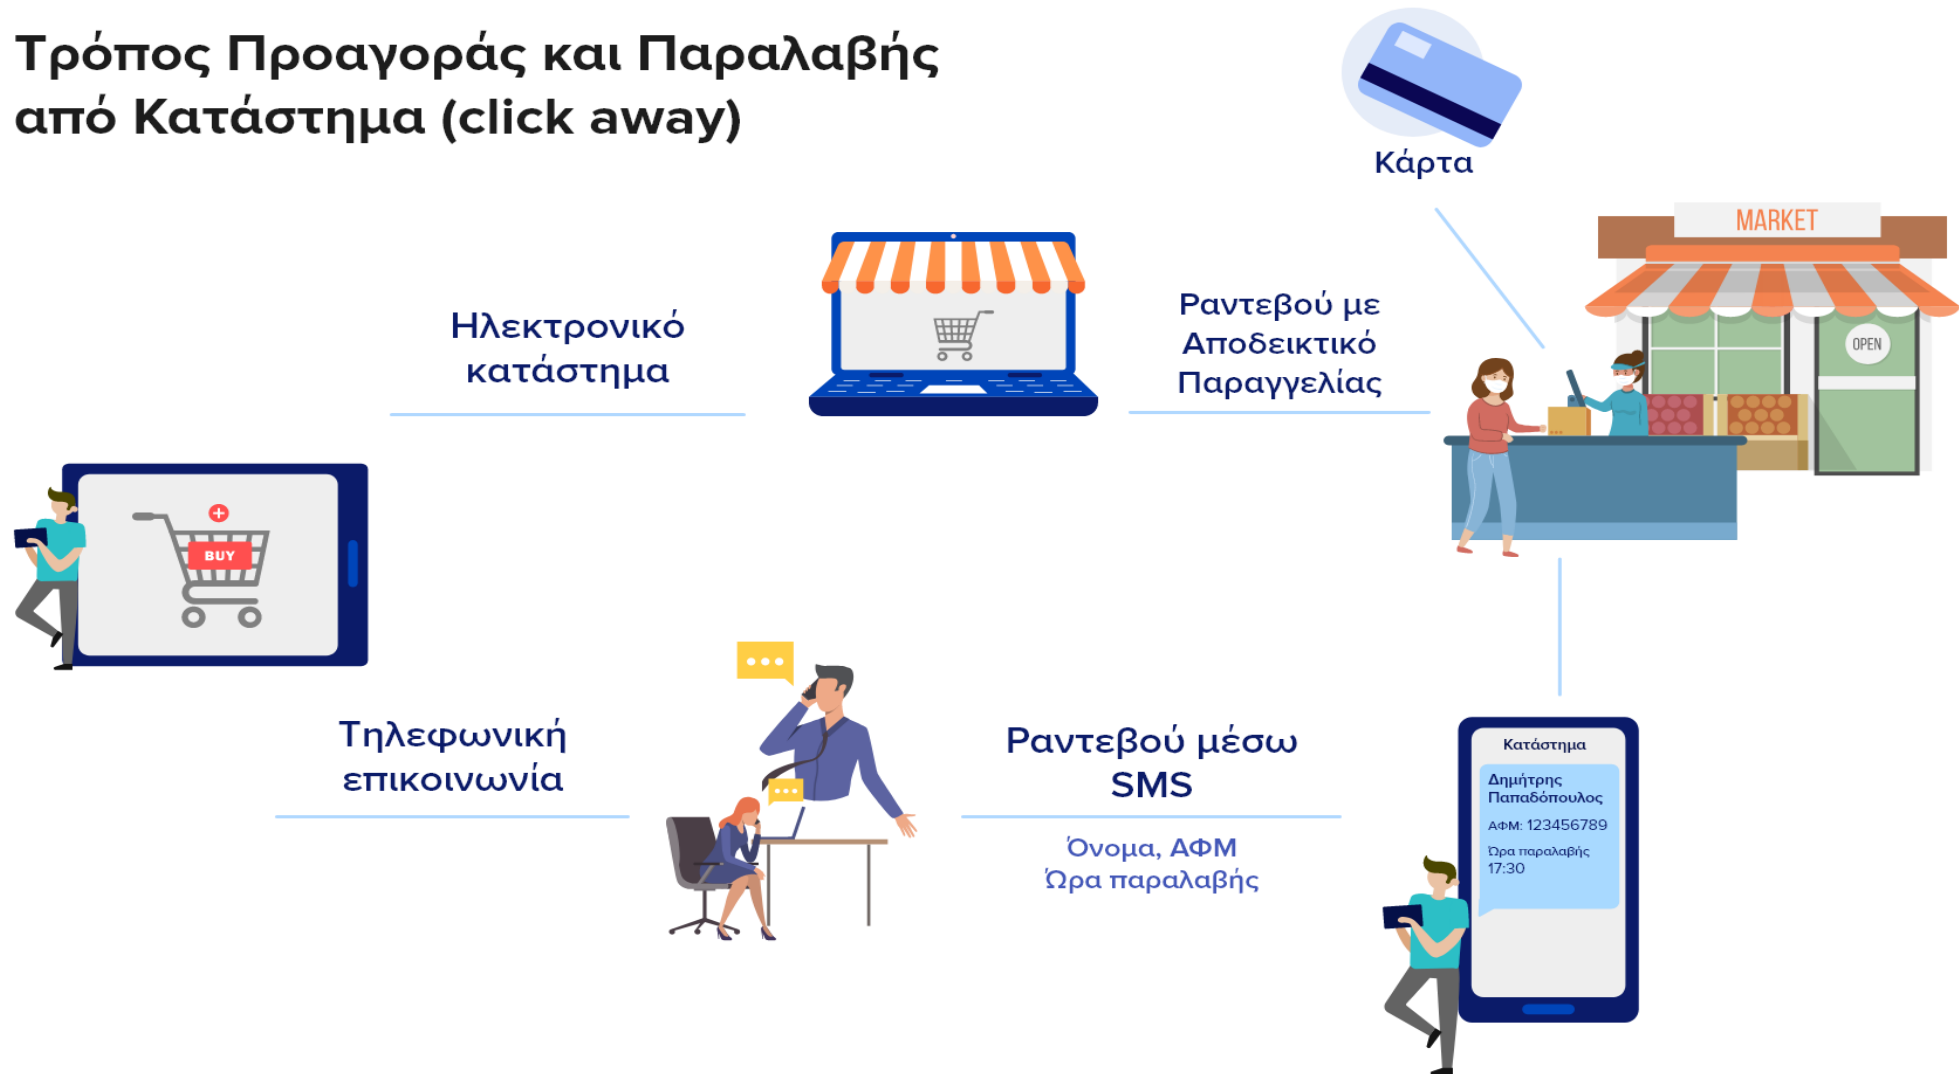 Τρόπος Προαγοράς και Παραλαβής
από Κατάστημα (click away)
Κάρτα
MARKET
OPEN
Ηλεκτρονικό
κατάστημα
Ραντεβού με
Αποδεικτικό
Παραγγελίας
BUY
Τηλεφωνική
επικοινωνία
Ραντεβού μέσω
SMS
Όνομα, ΑΦΜ
Ώρα παραλαβής
Κατάστημα
Δημήτρης
Παπαδόπουλος
ΑΦΜ: 123456789
Ώρα παραλαβής
17:30